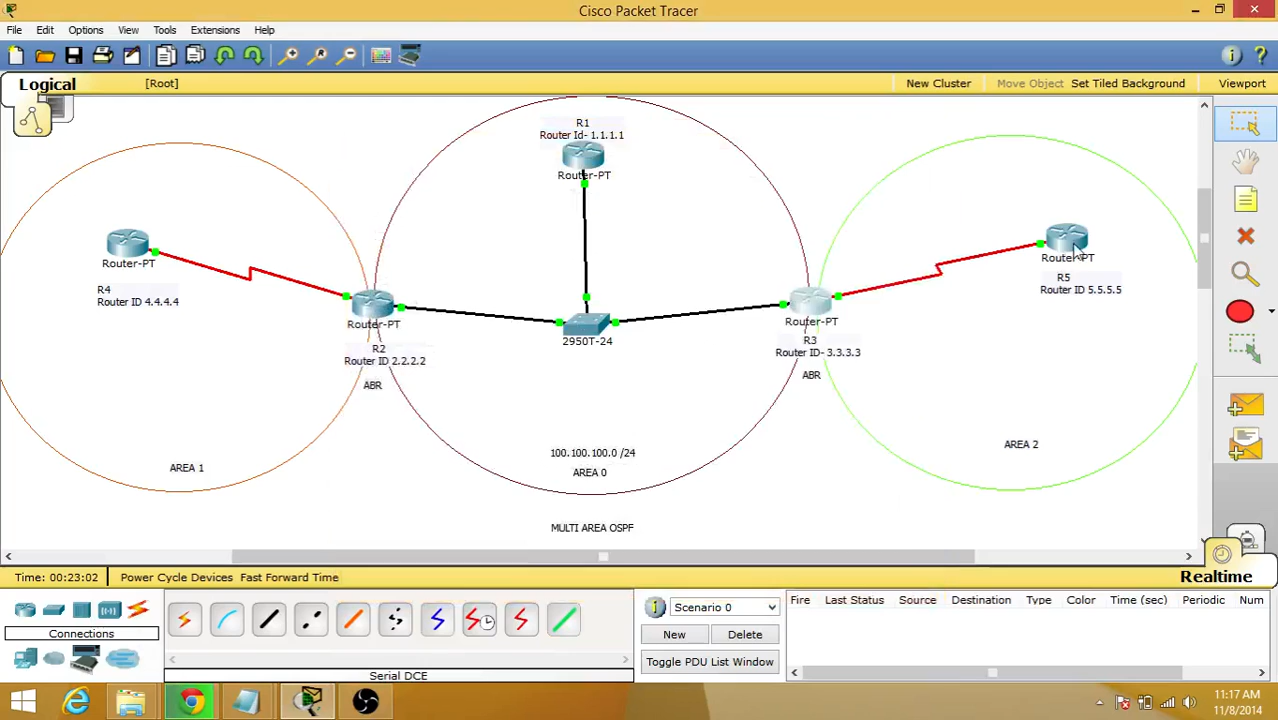 Cisco Packet Tracer
File Edit Options View Tools Extensions Help
Logical
[Root]
New Cluster
Move Object
Set Tiled Background
Viewport
R1
Router Id- 1.1.1.1
Router-PT
Router-PT
R4
Router ID 4.4.4.4
Router-PT
R2
Router ID 2.2.2.2
ABR
2950T-24
Router-PT
R3
Router ID- 3.3.3.3
ABR
Router-PT
R5
Router ID 5.5.5.5
AREA 1
100.100.100.0 /24
AREA 0
AREA 2
MULTI AREA OSPF
Time: 00:23:02
Power Cycle Devices Fast Forward Time
Realtime
Connections
Serial DCE
Scenario 0
New
Delete
Toggle PDU List Window
Fire Last Status Source Destination Type Color Time (sec) Periodic Num
11:17 AM
11/8/2014